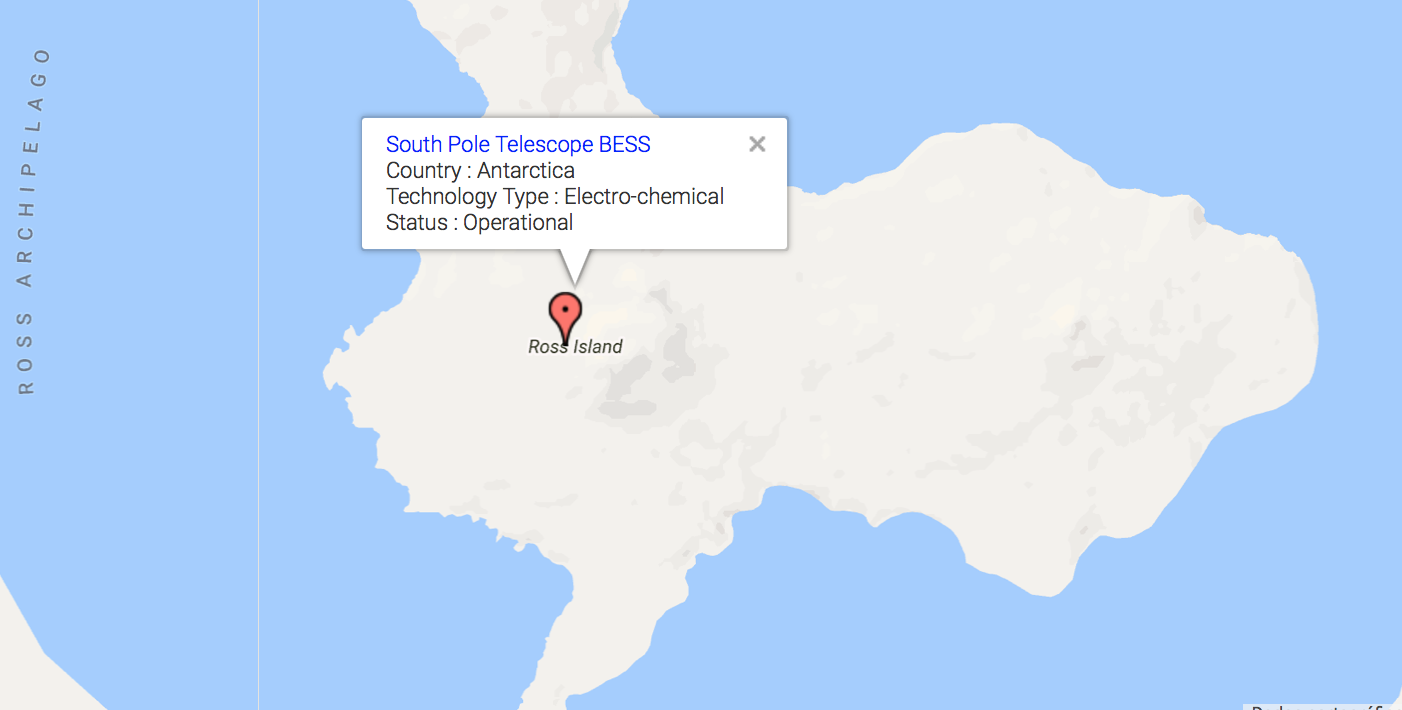 ROSS ARCHIPELAGO
South Pole Telescope BESS
Country : Antarctica
Technology Type : Electro-chemical
Status : Operational
Ross Island